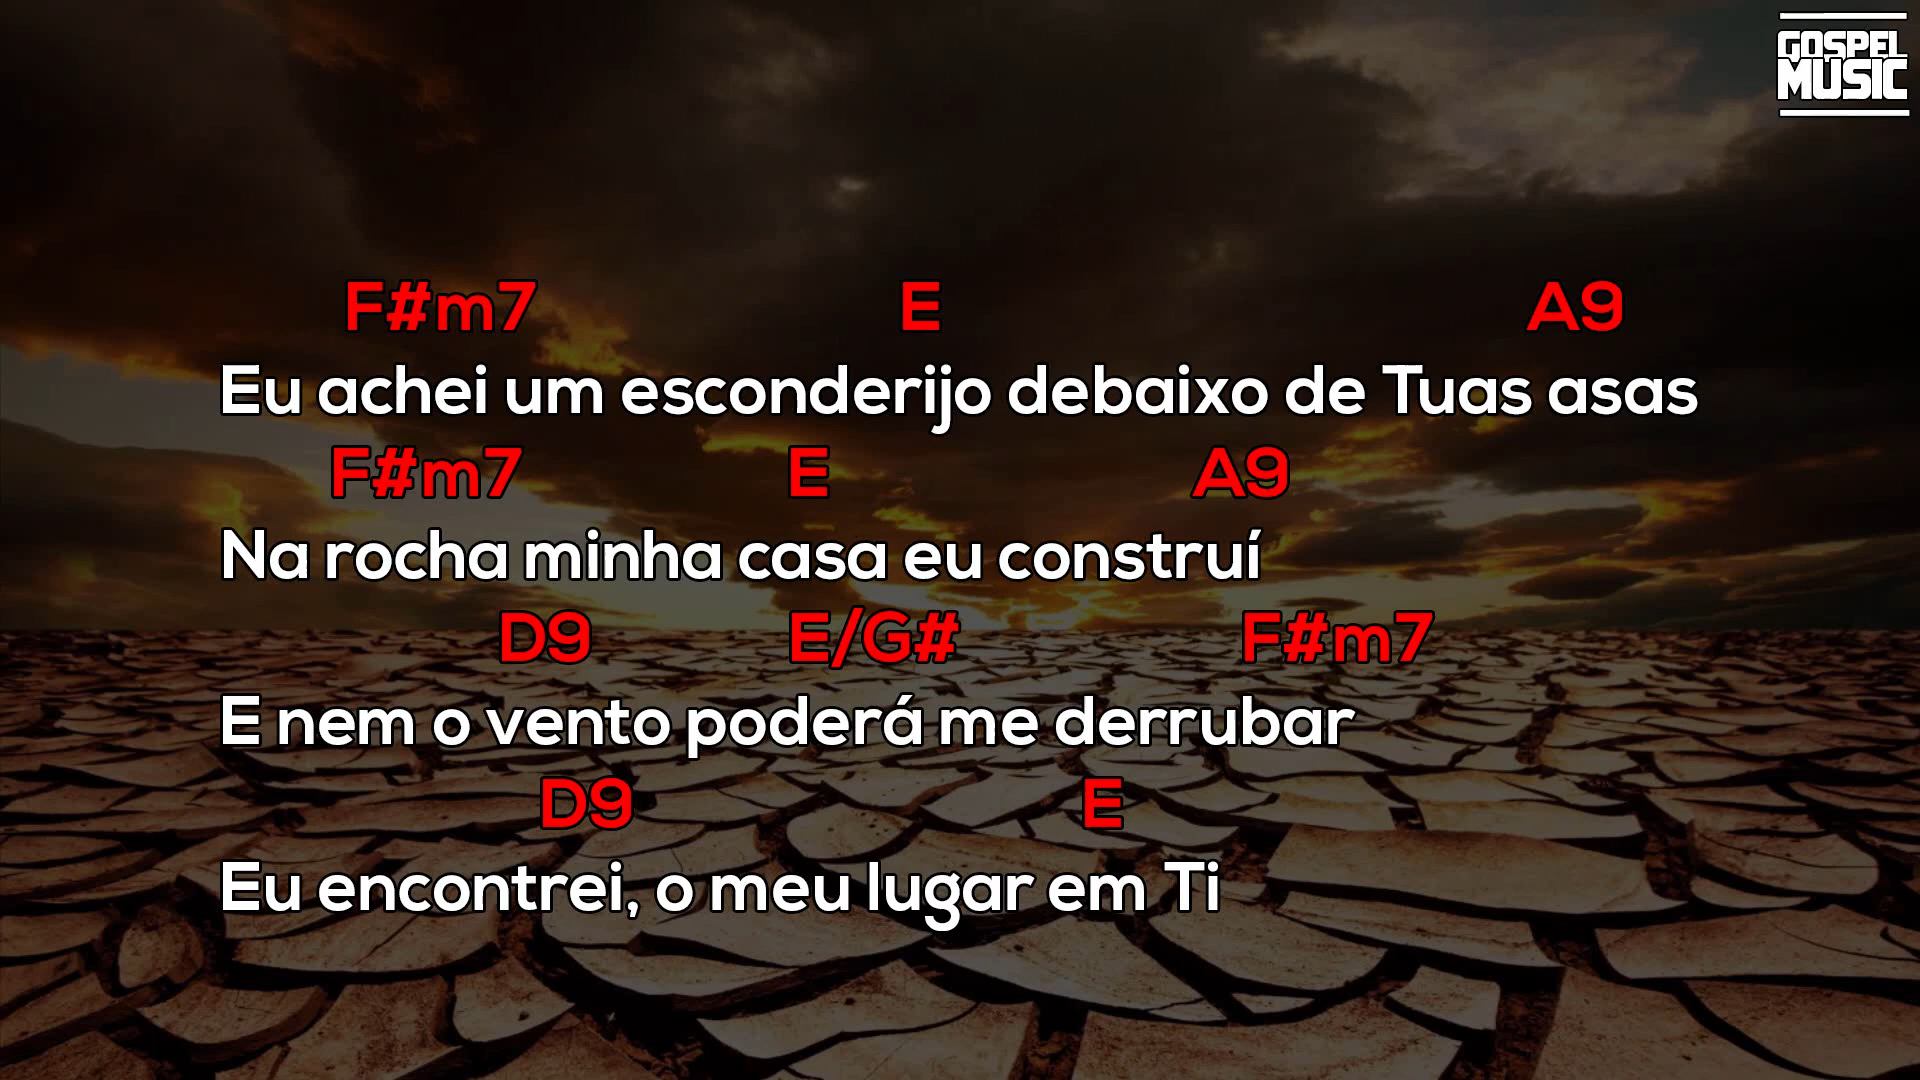 GOSPEL
MUSIC
F#m7 E A9
Eu achei um esconderijo debaixo de Tuas asas
F#m7 E A9
Na rocha minha casa eu construí
D9 E/G# F#m7
E nem o vento poderá me derrubar
D9 E
Eu encontrei, o meu lugar em Ti